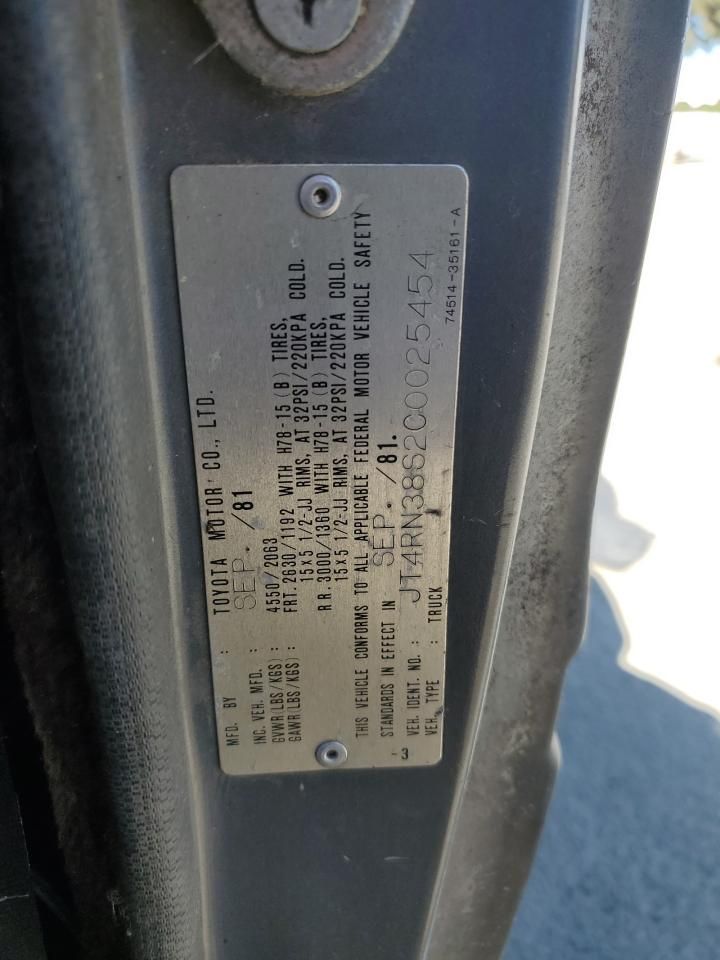 MFD. BY : TOYOTA MOTOR CO., LTD.
INC. VEH. MFD. : SEP. /81
GVWR(LBS/KGS) : 4550/2063
GAWR(LBS/KGS) : FRT. 2630/1192 WITH H78-15 (B) TIRES,
15x5 1/2-JJ RIMS, AT 32PSI/220KPA COLD.
RR. 3000/1360 WITH H78-15 (B) TIRES,
15x5 1/2-JJ RIMS, AT 32PSI/220KPA COLD.
THIS VEHICLE CONFORMS TO ALL APPLICABLE FEDERAL MOTOR VEHICLE SAFETY
STANDARDS IN EFFECT IN SEP. /81.
VEH. IDENT. NO. : JT4RN38S2C0025454
VEH. TYPE : TRUCK
-3
74514-35161-A